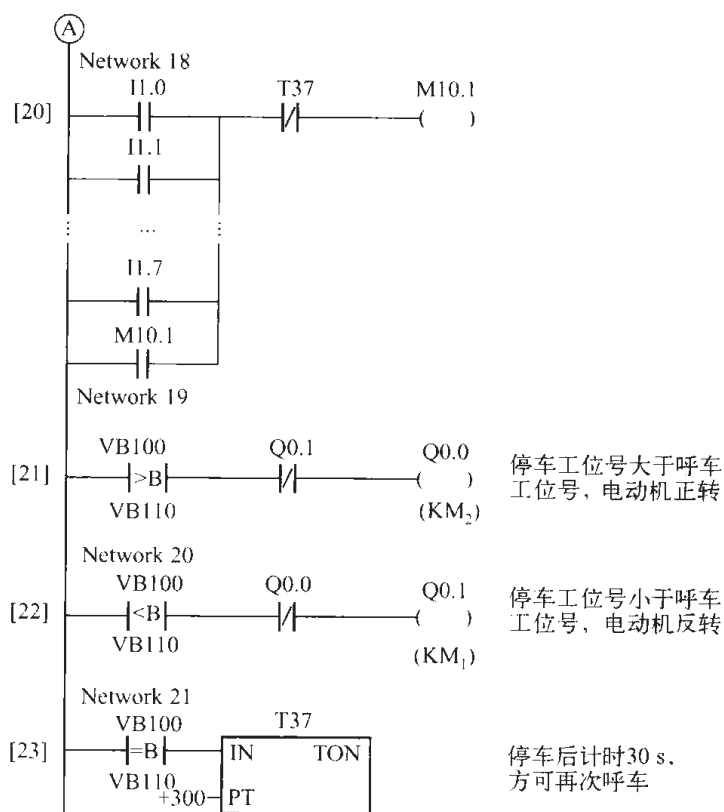 A
Network 18
I1.0 T37 M10.1
[20]
( )
I1.1
...
I1.7
M10.1
Network 19
VB100 Q0.1 Q0.0
[21] >B ( ) 停车工位号大于呼车
VB110 (KM2) 工位号，电动机正转
Network 20
VB100 Q0.0 Q0.1
[22] <B ( ) 停车工位号小于呼车
VB110 工位号，电动机反转
(KM1)
Network 21
VB100 T37
[23] =B IN TON 停车后计时30 s，
VB110 方可再次呼车
+300 PT